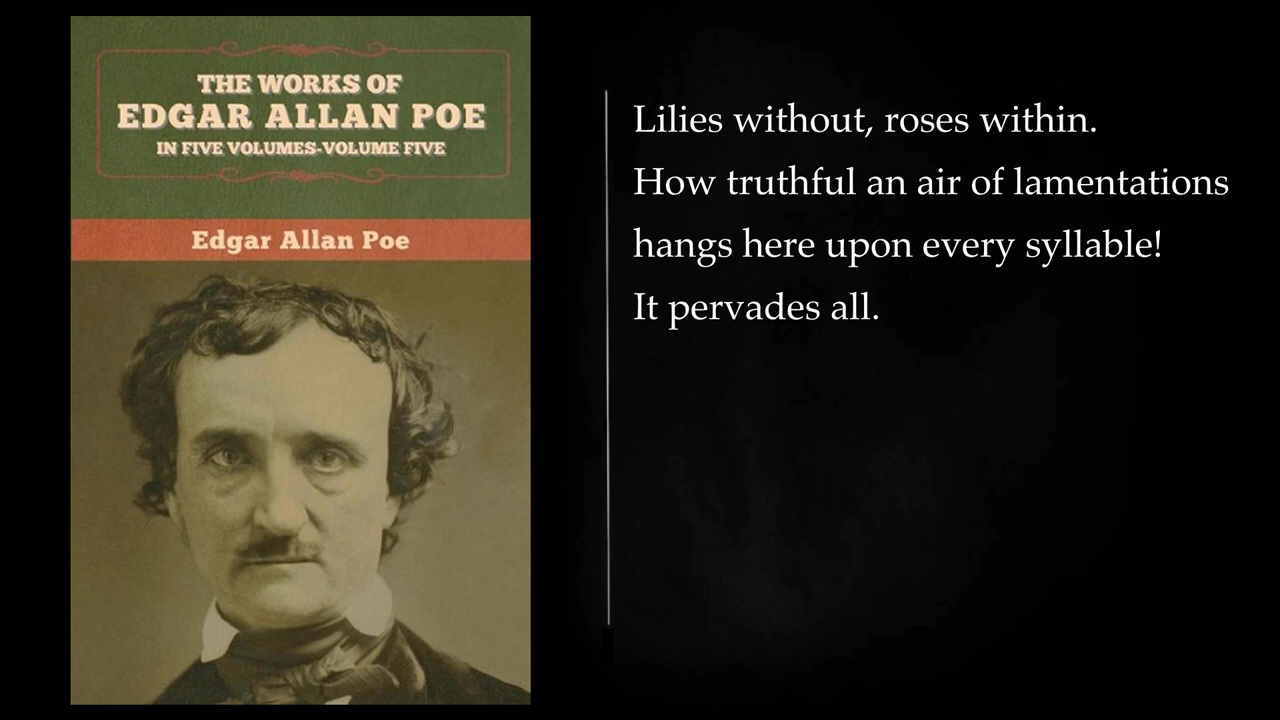 THE WORKS OF
EDGAR ALLAN POE
IN FIVE VOLUMES-VOLUME FIVE
Edgar Allan Poe
Lilies without, roses within.
How truthful an air of lamentations
hangs here upon every syllable!
It pervades all.